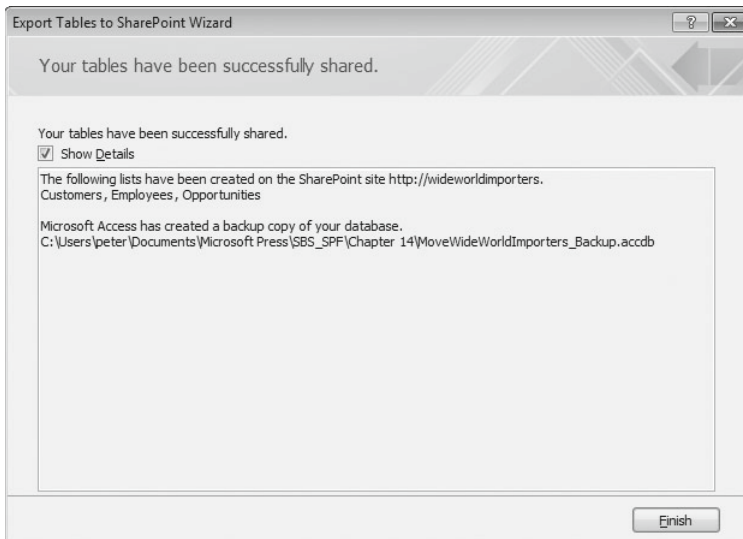 Export Tables to SharePoint Wizard
?
Your tables have been successfully shared.
Your tables have been successfully shared.
Show Details
The following lists have been created on the SharePoint site http://wideworldimporters.
Customers, Employees, Opportunities
Microsoft Access has created a backup copy of your database.
C:\Users\peter\Documents\Microsoft Press\SBS_SPF\Chapter 14\MoveWideWorldImporters_Backup.accdb
Finish